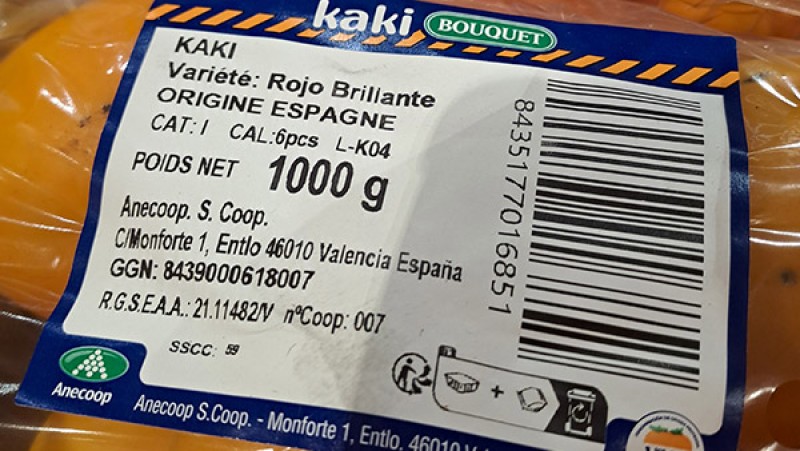 kaki BOUQUET
KAKI
Variété: Rojo Brillante
ORIGINE ESPAGNE
CAT: I CAL:6pcs L-K04
POIDS NET 1000 g
Anecoop. S. Coop.
C/Monforte 1, Entlo 46010 Valencia España
GGN: 8439000618007
R.G.S.E.A.A.: 21.11482/V nºCoop: 007
SSCC: 59
8435177016851
Anecoop
Anecoop S.Coop. - Monforte 1, Entlo. 46010